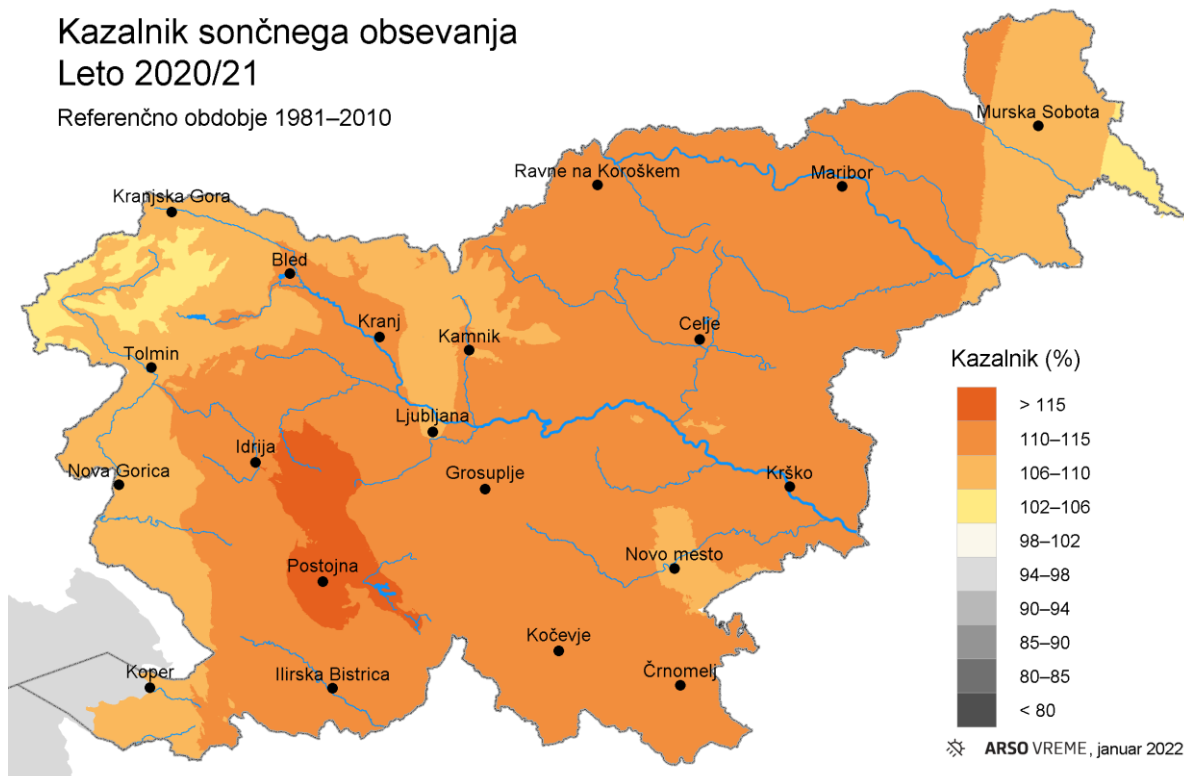 Kazalnik sončnega obsevanja
Leto 2020/21
Referenčno obdobje 1981–2010
Murska Sobota
Ravne na Koroškem
Maribor
Kranjska Gora
Bled
Kranj
Kamnik
Celje
Tolmin
Ljubljana
Idrija
Nova Gorica
Grosuplje
Krško
Novo mesto
Postojna
Kočevje
Koper
Ilirska Bistrica
Črnomelj
Kazalnik (%)
> 115
110–115
106–110
102–106
98–102
94–98
90–94
85–90
80–85
< 80
ARSO VREME, januar 2022